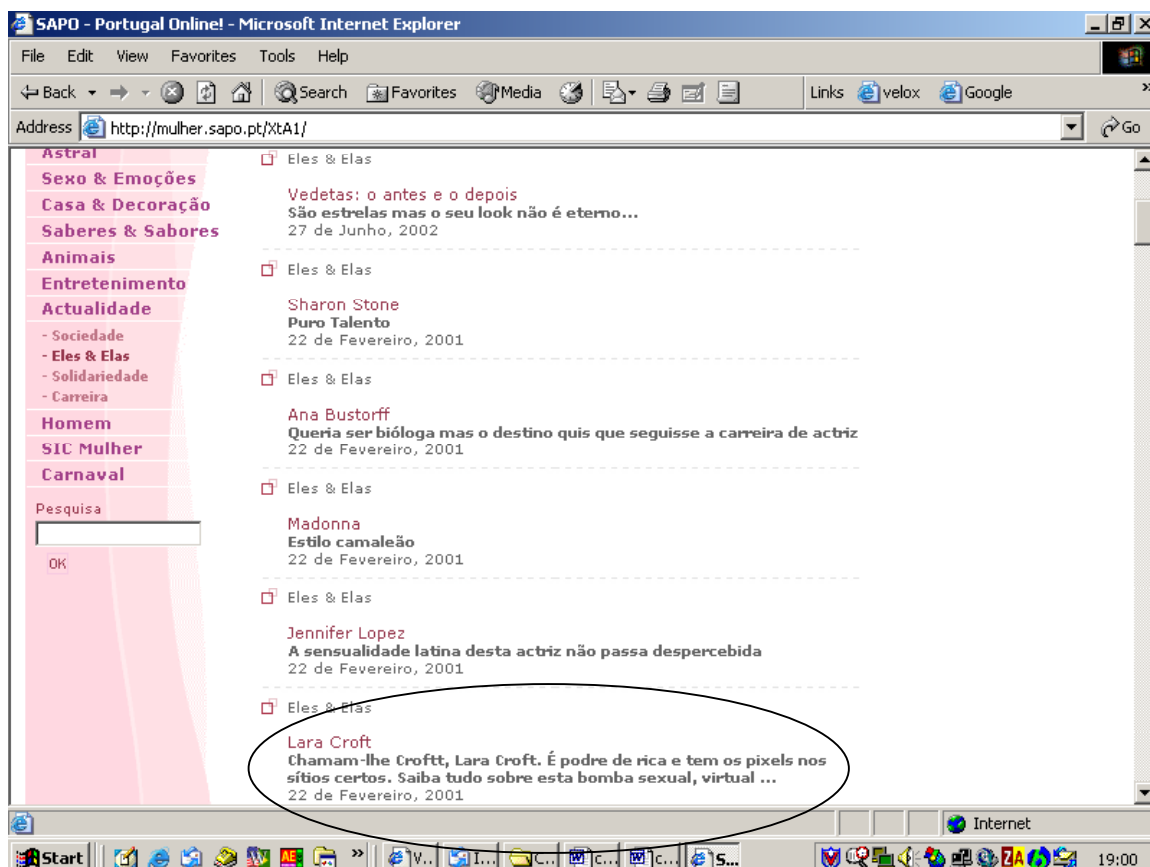 SAPO - Portugal Online! - Microsoft Internet Explorer
File Edit View Favorites Tools Help
Back Search Favorites Media Links velox Google »
Address http://mulher.sapo.pt/XtA1/ Go
Astral
Sexo & Emoções
Casa & Decoração
Saberes & Sabores
Animais
Entretenimento
Actualidade
- Sociedade
- Eles & Elas
- Solidariedade
- Carreira
Homem
SIC Mulher
Carnaval
Pesquisa
OK
Eles & Elas
Vedetas: o antes e o depois
São estrelas mas o seu look não é eterno...
27 de Junho, 2002
Eles & Elas
Sharon Stone
Puro Talento
22 de Fevereiro, 2001
Eles & Elas
Ana Bustorff
Queria ser bióloga mas o destino quis que seguisse a carreira de actriz
22 de Fevereiro, 2001
Eles & Elas
Madonna
Estilo camaleão
22 de Fevereiro, 2001
Eles & Elas
Jennifer Lopez
A sensualidade latina desta actriz não passa despercebida
22 de Fevereiro, 2001
Eles & Elas
Lara Croft
Chamam-lhe Croftt, Lara Croft. É podre de rica e tem os pixels nos
sítios certos. Saiba tudo sobre esta bomba sexual, virtual ...
22 de Fevereiro, 2001
Internet
Start » V... I... C... c... c... S... 19:00